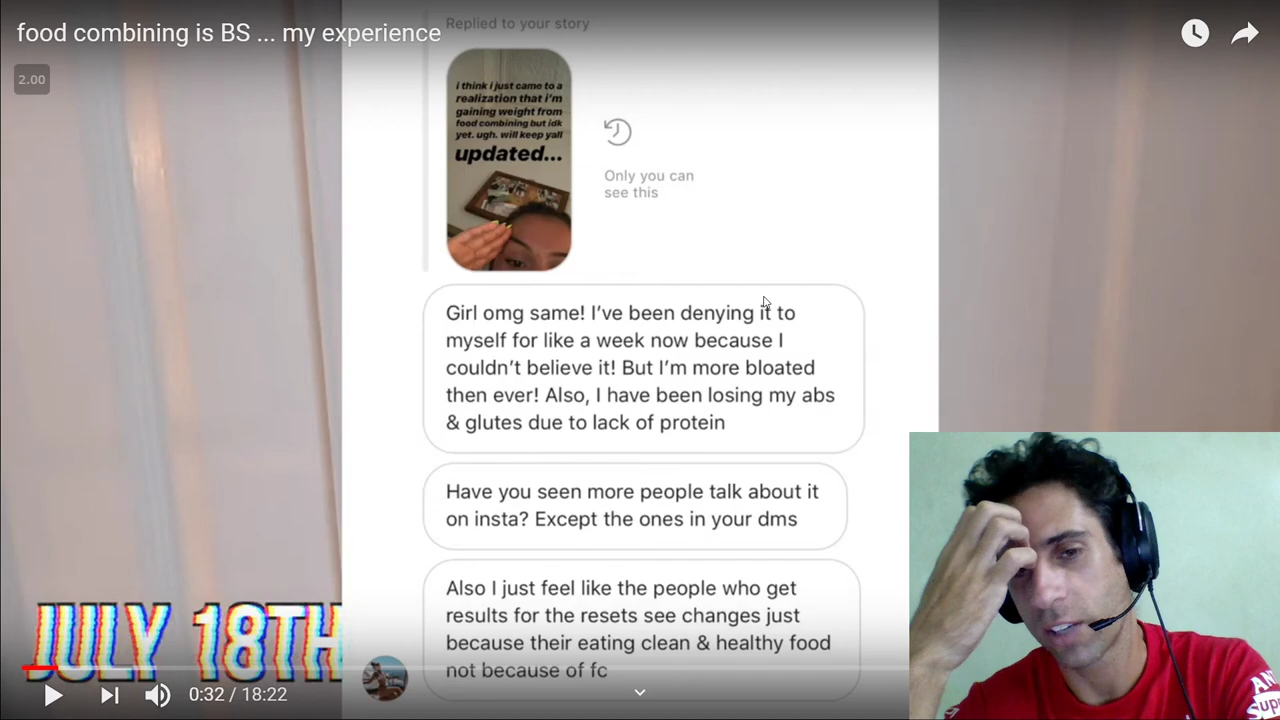 food combining is BS ... my experience
2.00
Replied to your story
i think i just came to a
realization that i'm
gaining weight from
food combining but idk
yet. ugh. will keep yall
updated...
Only you can
see this
Girl omg same! I've been denying it to
myself for like a week now because I
couldn't believe it! But I'm more bloated
then ever! Also, I have been losing my abs
& glutes due to lack of protein
Have you seen more people talk about it
on insta? Except the ones in your dms
Also I just feel like the people who get
results for the resets see changes just
because their eating clean & healthy food
not because of fc
JULY 18TH
0:32 / 18:22